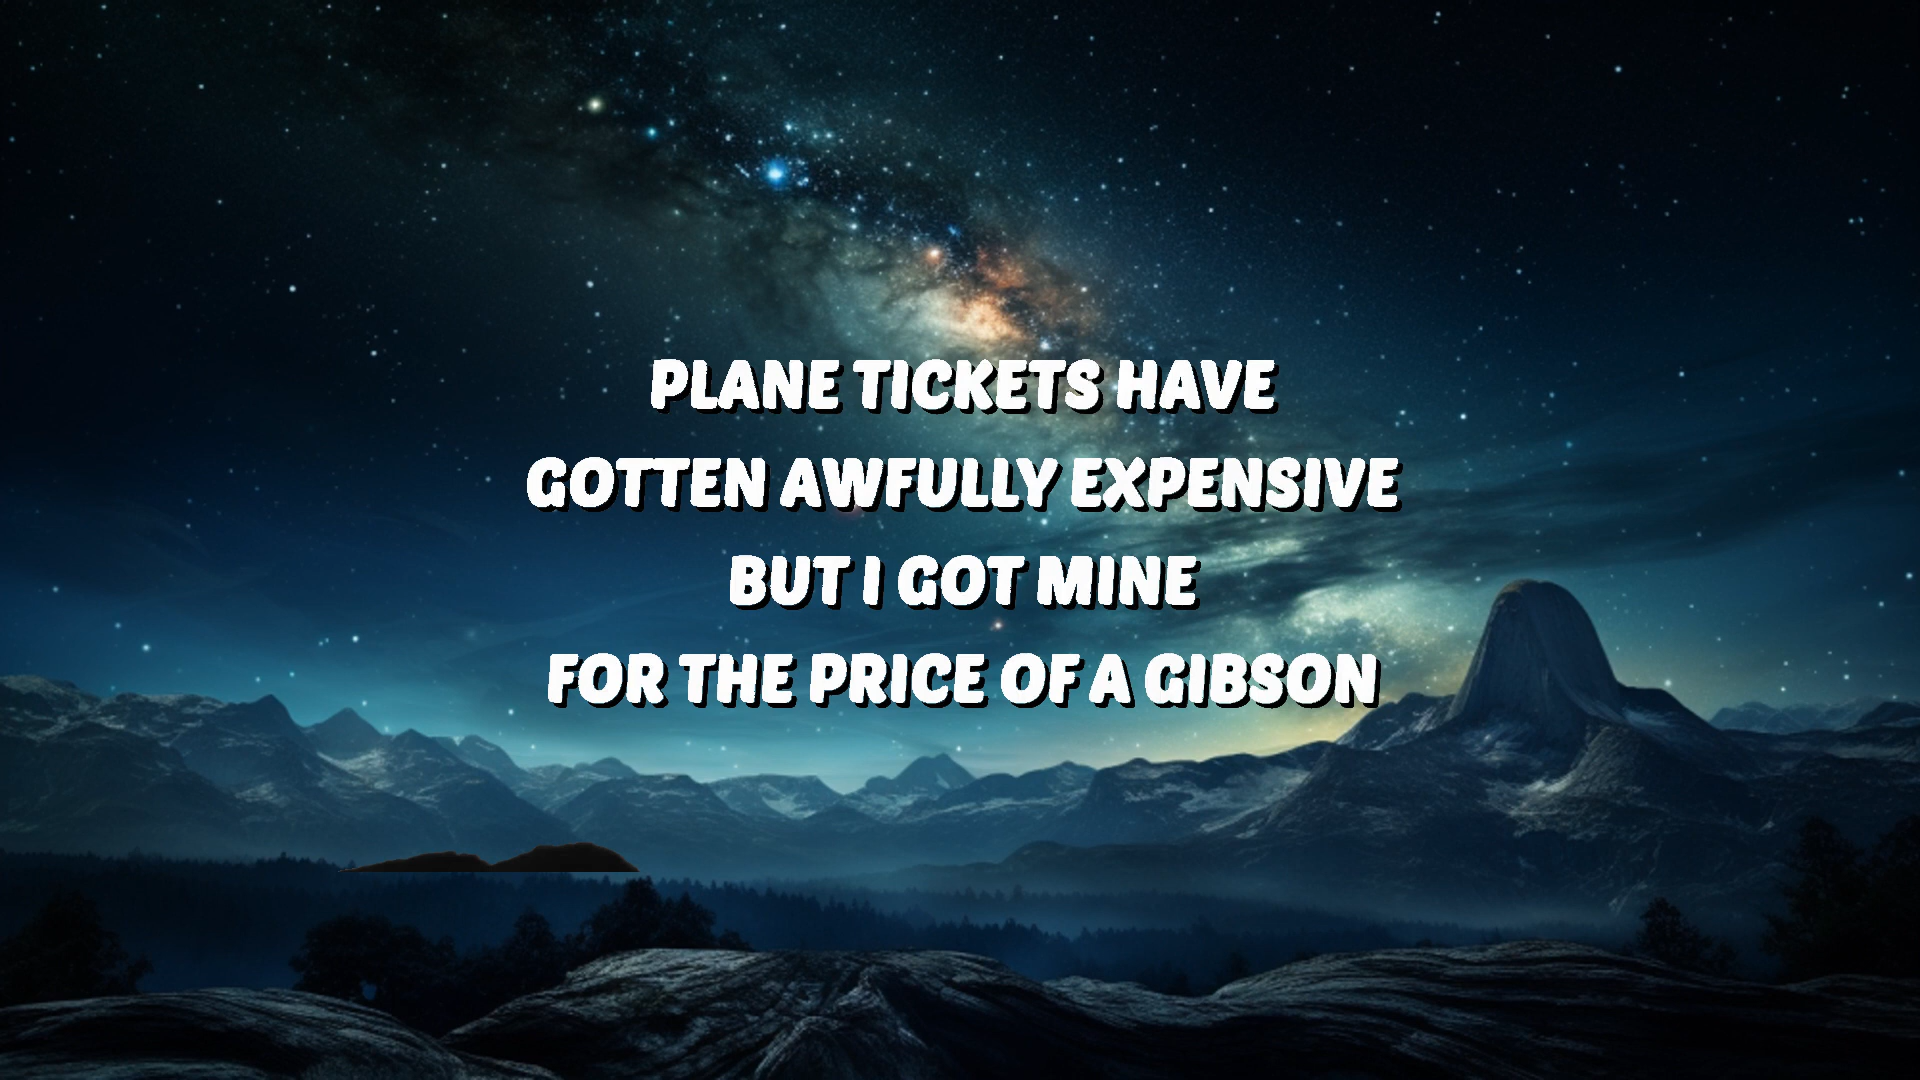 PLANE TICKETS HAVE
GOTTEN AWFULLY EXPENSIVE
BUT I GOT MINE
FOR THE PRICE OF A GIBSON